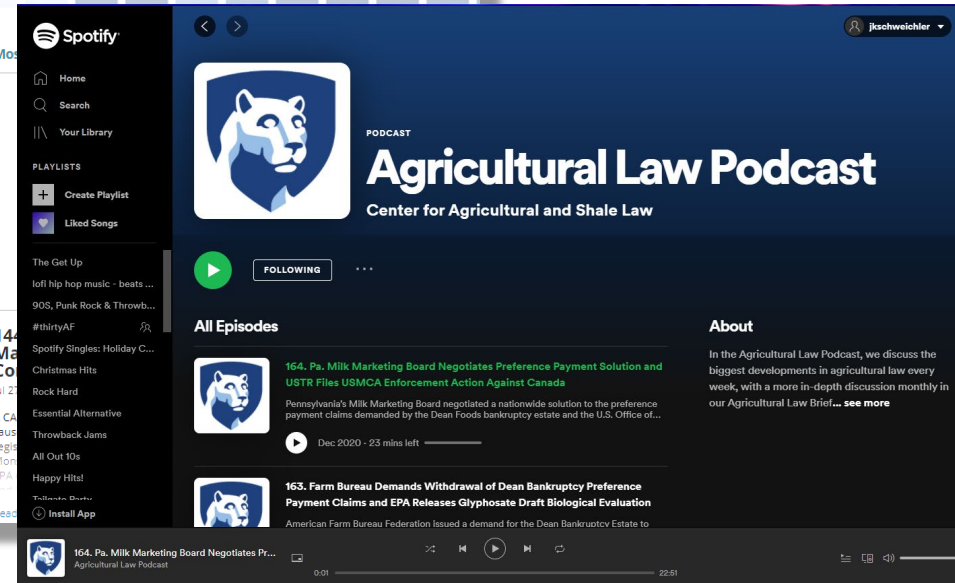 Spotify
Home
Search
Your Library
PLAYLISTS
Create Playlist
Liked Songs
The Get Up
lofi hip hop music - beats ...
90S, Punk Rock & Throwb...
#thirtyAF
Spotify Singles: Holiday C...
Christmas Hits
Rock Hard
Essential Alternative
Throwback Jams
All Out 10s
Happy Hits!
Tailgate Party
Install App
jkschweichler
PODCAST
Agricultural Law Podcast
Center for Agricultural and Shale Law
FOLLOWING
All Episodes
164. Pa. Milk Marketing Board Negotiates Preference Payment Solution and
USTR Files USMCA Enforcement Action Against Canada
Pennsylvania's Milk Marketing Board negotiated a nationwide solution to the preference
payment claims demanded by the Dean Foods bankruptcy estate and the U.S. Office of...
Dec 2020 - 23 mins left
163. Farm Bureau Demands Withdrawal of Dean Bankruptcy Preference
Payment Claims and EPA Releases Glyphosate Draft Biological Evaluation
American Farm Bureau Federation issued a demand for the Dean Bankruptcy Estate to
About
In the Agricultural Law Podcast, we discuss the
biggest developments in agricultural law every
week, with a more in-depth discussion monthly in
our Agricultural Law Brief... see more
164. Pa. Milk Marketing Board Negotiates Pr...
Agricultural Law Podcast
0:01
22:51